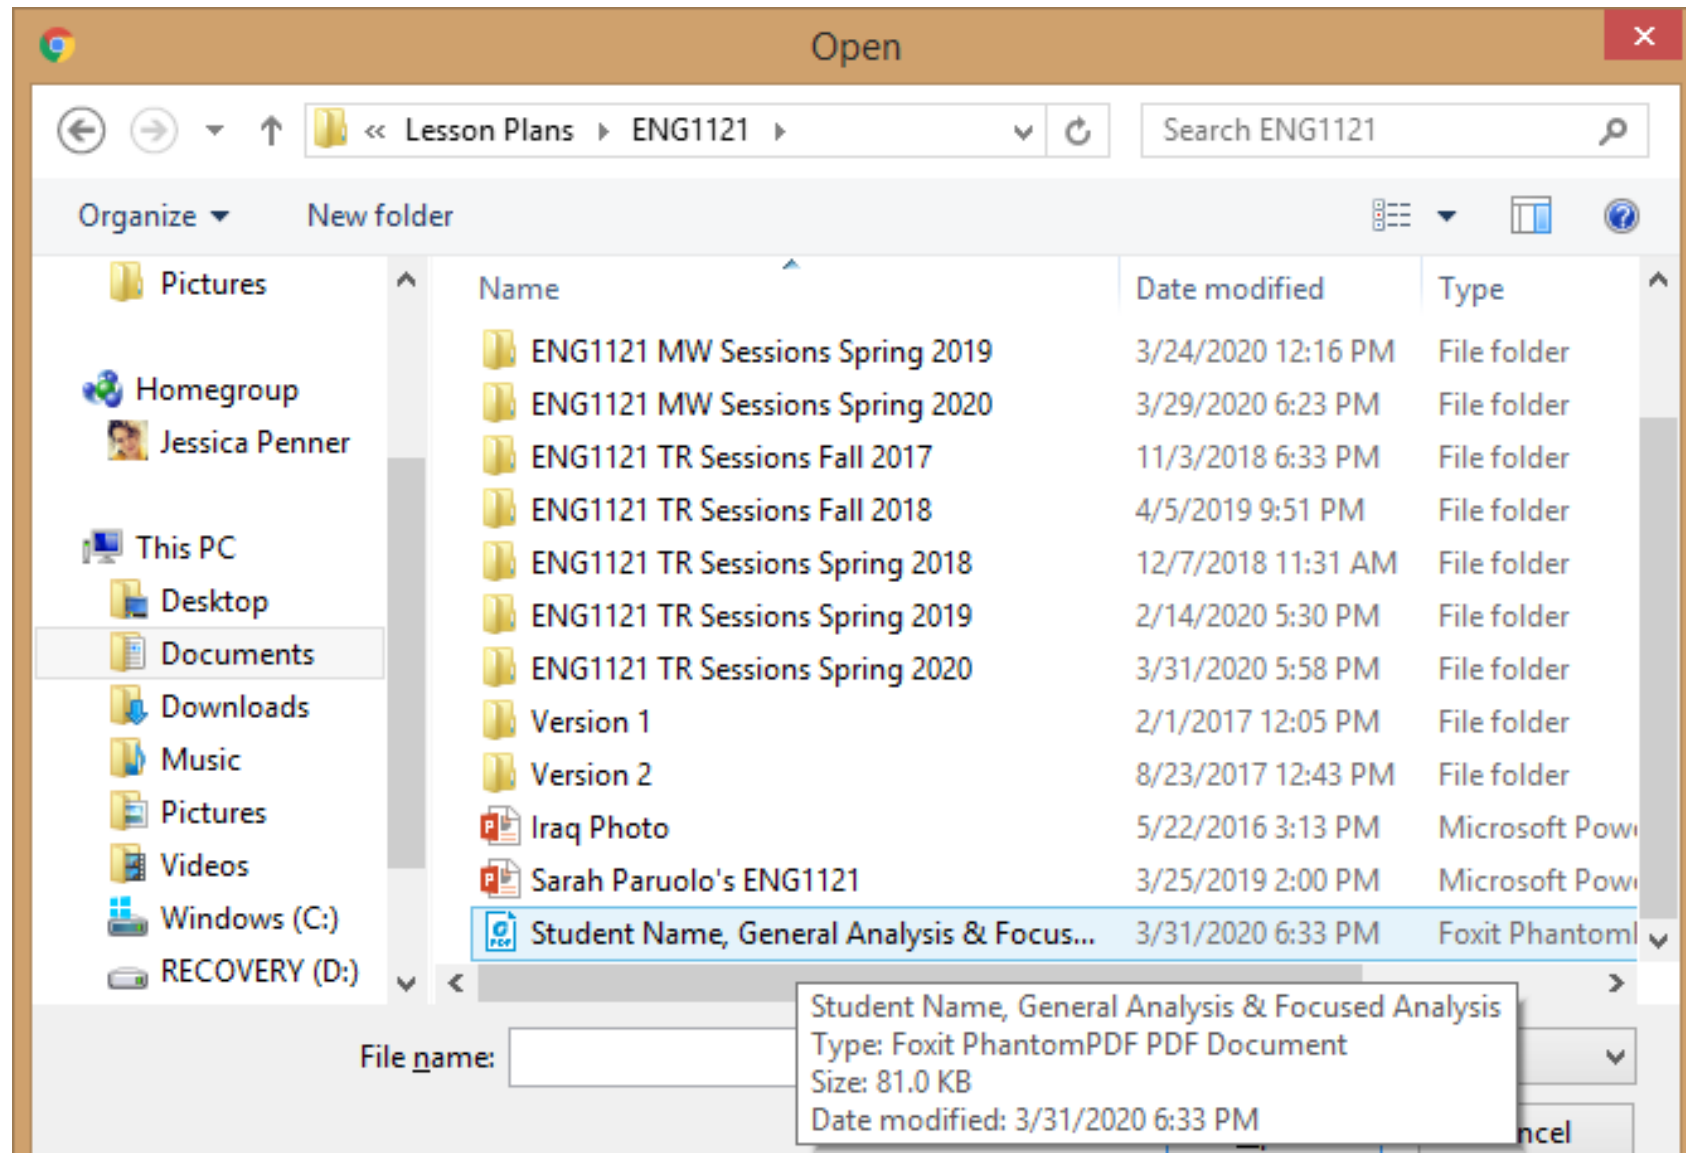 Open
« Lesson Plans ENG1121
Search ENG1121
Organize
New folder
Pictures
Homegroup
Jessica Penner
This PC
Desktop
Documents
Downloads
Music
Pictures
Videos
Windows (C:)
RECOVERY (D:)
Name Date modified Type
ENG1121 MW Sessions Spring 2019 3/24/2020 12:16 PM File folder
ENG1121 MW Sessions Spring 2020 3/29/2020 6:23 PM File folder
ENG1121 TR Sessions Fall 2017 11/3/2018 6:33 PM File folder
ENG1121 TR Sessions Fall 2018 4/5/2019 9:51 PM File folder
ENG1121 TR Sessions Spring 2018 12/7/2018 11:31 AM File folder
ENG1121 TR Sessions Spring 2019 2/14/2020 5:30 PM File folder
ENG1121 TR Sessions Spring 2020 3/31/2020 5:58 PM File folder
Version 1 2/1/2017 12:05 PM File folder
Version 2 8/23/2017 12:43 PM File folder
Iraq Photo 5/22/2016 3:13 PM Microsoft Pow
Sarah Paruolo's ENG1121 3/25/2019 2:00 PM Microsoft Pow
Student Name, General Analysis & Focus... 3/31/2020 6:33 PM Foxit Phantom
File name:
Student Name, General Analysis & Focused Analysis
Type: Foxit PhantomPDF PDF Document
Size: 81.0 KB
Date modified: 3/31/2020 6:33 PM
ncel